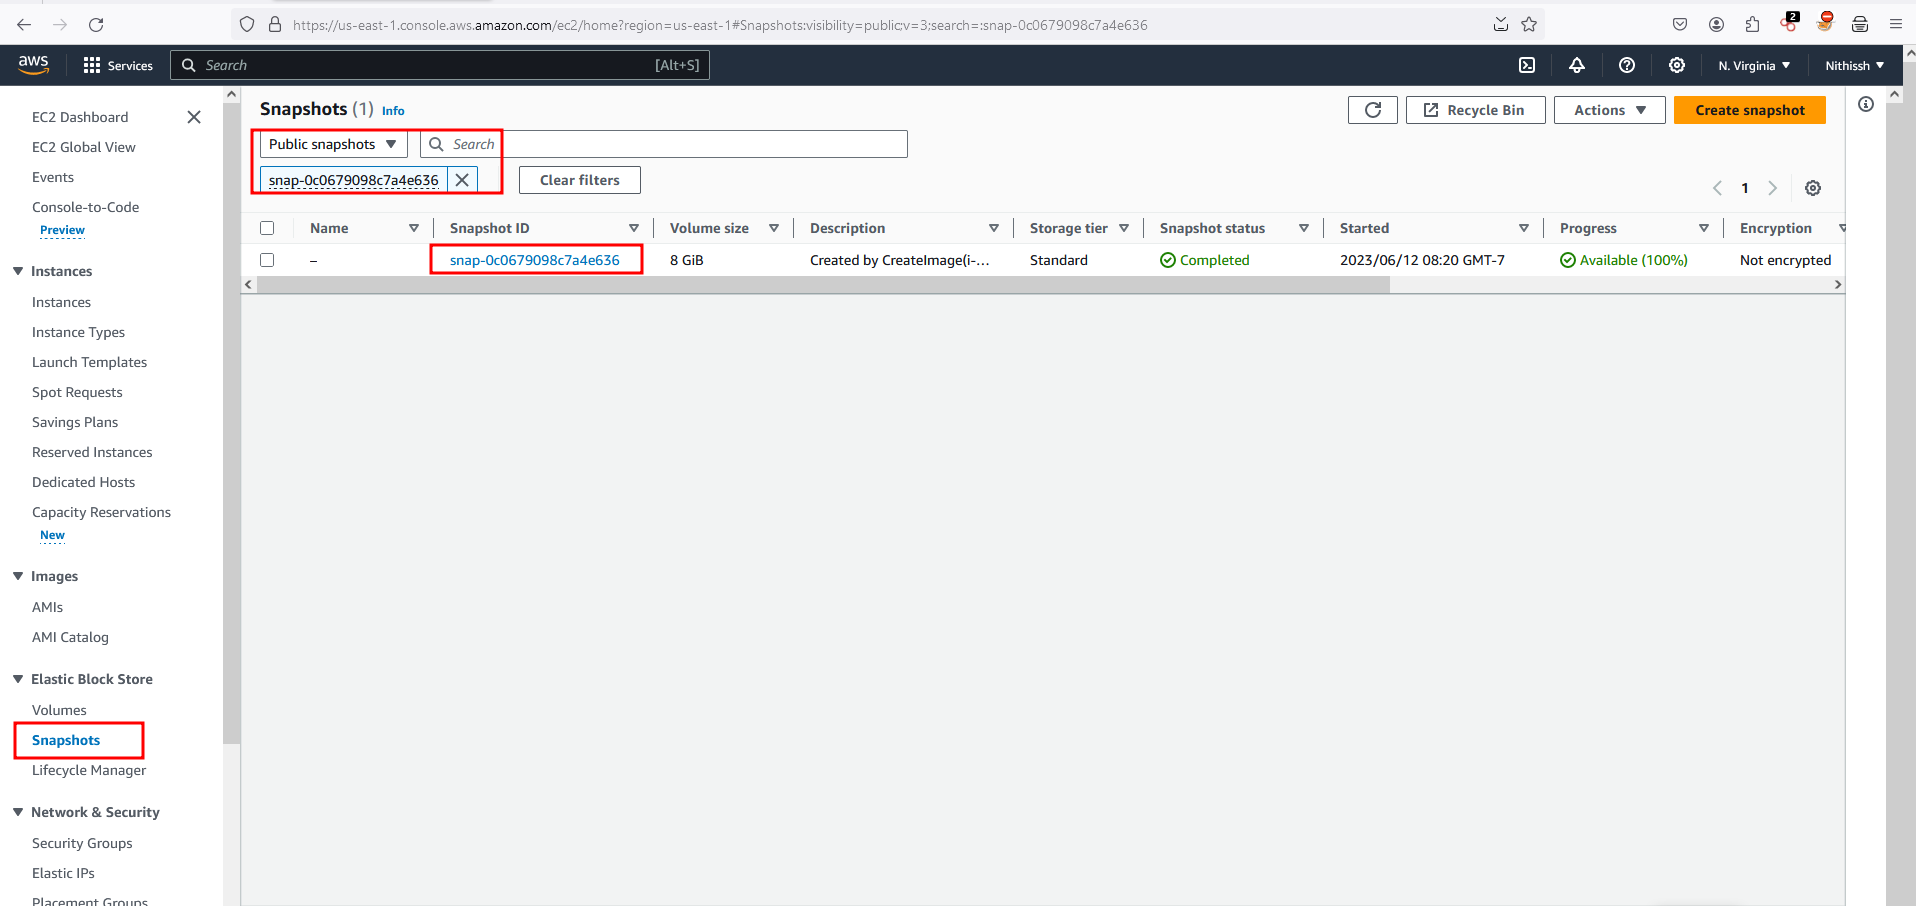 https://us-east-1.console.aws.amazon.com/ec2/home?region=us-east-1#Snapshots:visibility=public;v=3;search=:snap-0c0679098c7a4e636
2
aws
Services
Search
[Alt+S]
N. Virginia
Nithissh
EC2 Dashboard
EC2 Global View
Events
Console-to-Code
Preview
Instances
Instances
Instance Types
Launch Templates
Spot Requests
Savings Plans
Reserved Instances
Dedicated Hosts
Capacity Reservations
New
Images
AMIs
AMI Catalog
Elastic Block Store
Volumes
Snapshots
Lifecycle Manager
Network & Security
Security Groups
Elastic IPs
Placement Groups
Snapshots (1) Info
Recycle Bin
Actions
Create snapshot
Public snapshots
Search
snap-0c0679098c7a4e636
Clear filters
1
Name Snapshot ID Volume size Description Storage tier Snapshot status Started Progress Encryption
– snap-0c0679098c7a4e636 8 GiB Created by CreateImage(i-... Standard Completed 2023/06/12 08:20 GMT-7 Available (100%) Not encrypted